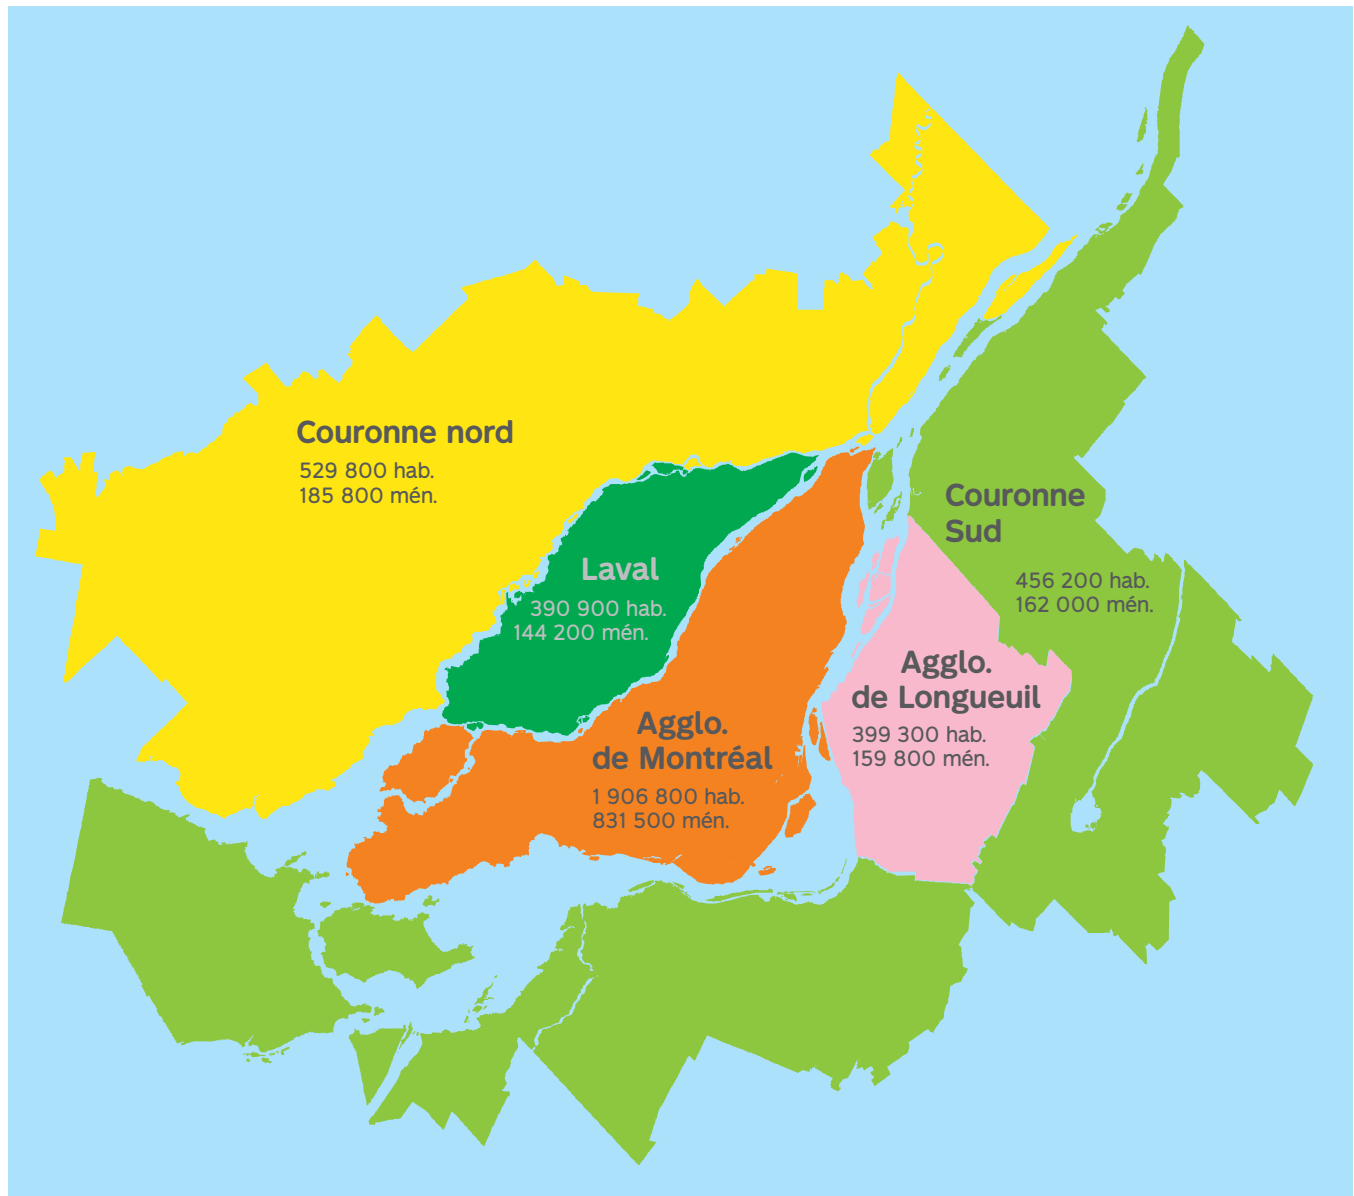 Couronne nord
529 800 hab.
185 800 mén.
Couronne
Sud
456 200 hab.
162 000 mén.
Laval
390 900 hab.
144 200 mén.
Agglo.
de Longueuil
399 300 hab.
159 800 mén.
Agglo.
de Montréal
1 906 800 hab.
831 500 mén.